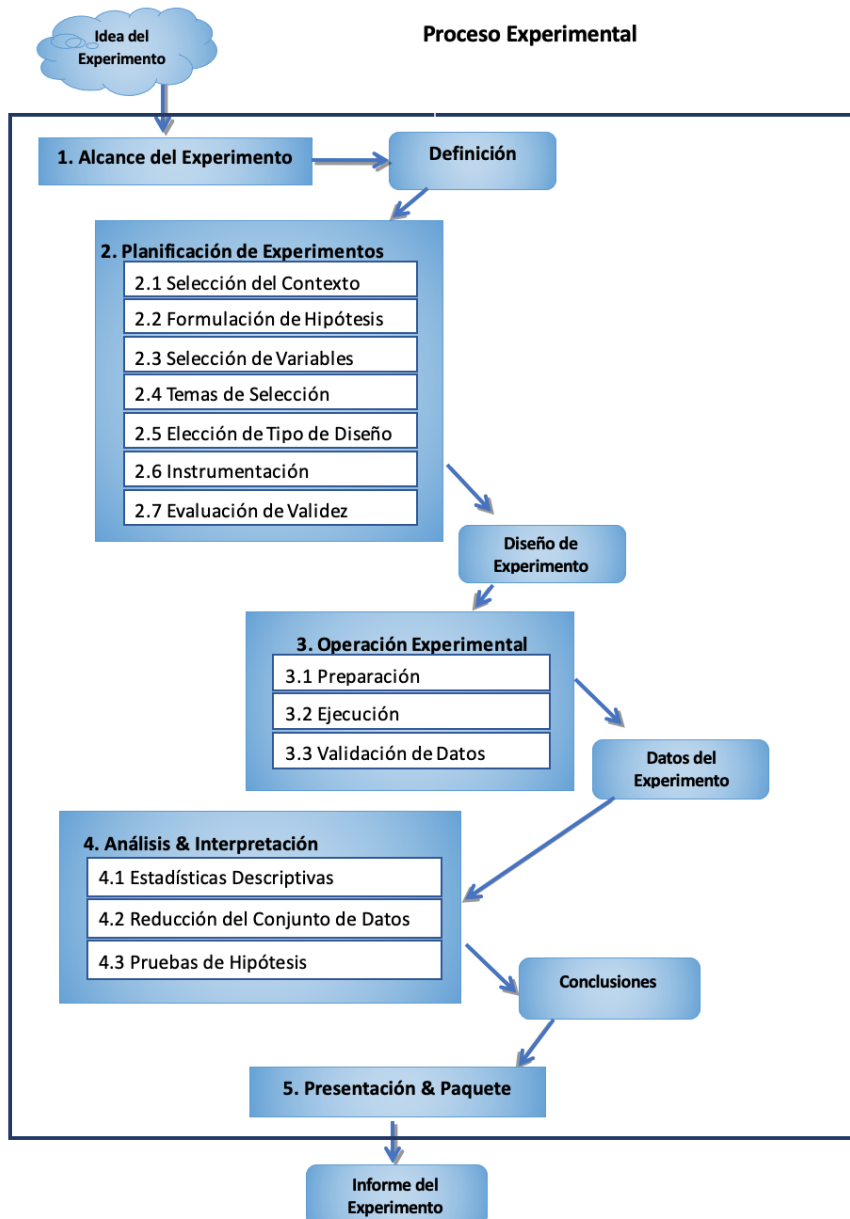 Idea del
Experimento
Proceso Experimental
1. Alcance del Experimento
Definición
2. Planificación de Experimentos
2.1 Selección del Contexto
2.2 Formulación de Hipótesis
2.3 Selección de Variables
2.4 Temas de Selección
2.5 Elección de Tipo de Diseño
2.6 Instrumentación
2.7 Evaluación de Validez
Diseño de
Experimento
3. Operación Experimental
3.1 Preparación
3.2 Ejecución
3.3 Validación de Datos
Datos del
Experimento
4. Análisis & Interpretación
4.1 Estadísticas Descriptivas
4.2 Reducción del Conjunto de Datos
4.3 Pruebas de Hipótesis
Conclusiones
5. Presentación & Paquete
Informe del
Experimento